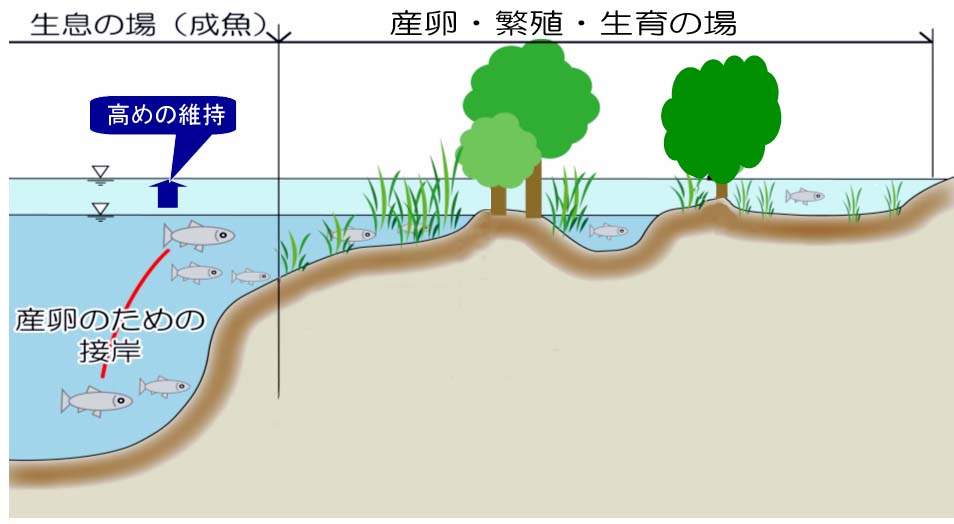 生息の場（成魚）
産卵・繁殖・生育の場
高めの維持
産卵のための
接岸